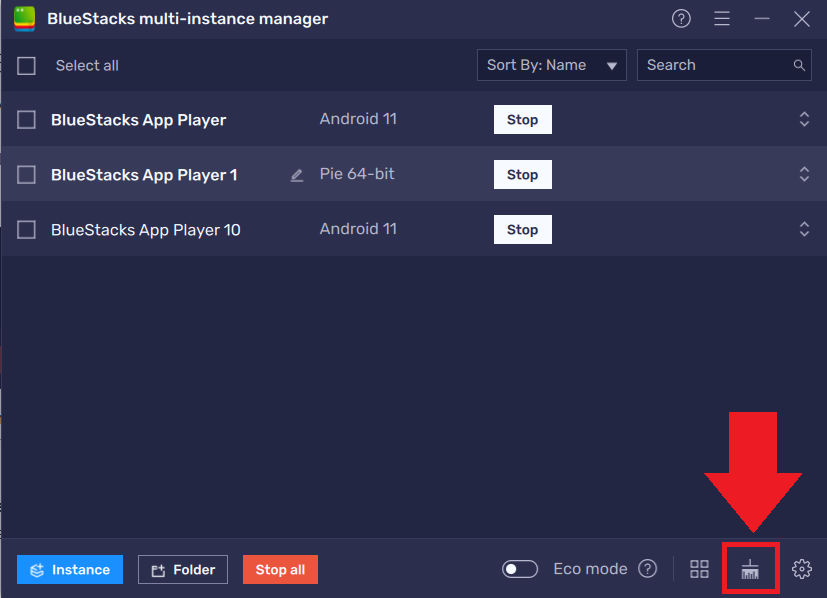 BlueStacks multi-instance manager
Select all
Sort By: Name
Search
BlueStacks App Player Android 11 Stop
BlueStacks App Player 1 Pie 64-bit Stop
BlueStacks App Player 10 Android 11 Stop
Instance Folder Stop all Eco mode